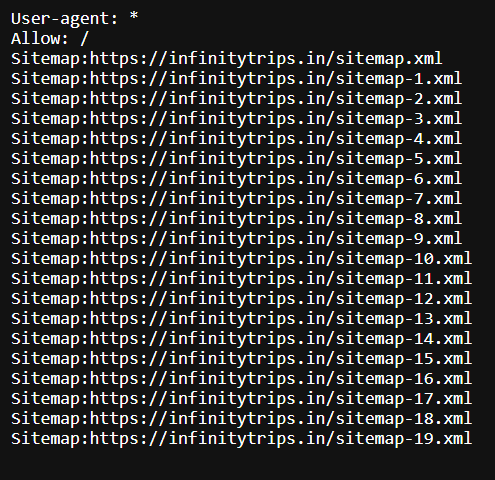 User-agent: *
Allow: /
Sitemap:https://infinitytrips.in/sitemap.xml
Sitemap:https://infinitytrips.in/sitemap-1.xml
Sitemap:https://infinitytrips.in/sitemap-2.xml
Sitemap:https://infinitytrips.in/sitemap-3.xml
Sitemap:https://infinitytrips.in/sitemap-4.xml
Sitemap:https://infinitytrips.in/sitemap-5.xml
Sitemap:https://infinitytrips.in/sitemap-6.xml
Sitemap:https://infinitytrips.in/sitemap-7.xml
Sitemap:https://infinitytrips.in/sitemap-8.xml
Sitemap:https://infinitytrips.in/sitemap-9.xml
Sitemap:https://infinitytrips.in/sitemap-10.xml
Sitemap:https://infinitytrips.in/sitemap-11.xml
Sitemap:https://infinitytrips.in/sitemap-12.xml
Sitemap:https://infinitytrips.in/sitemap-13.xml
Sitemap:https://infinitytrips.in/sitemap-14.xml
Sitemap:https://infinitytrips.in/sitemap-15.xml
Sitemap:https://infinitytrips.in/sitemap-16.xml
Sitemap:https://infinitytrips.in/sitemap-17.xml
Sitemap:https://infinitytrips.in/sitemap-18.xml
Sitemap:https://infinitytrips.in/sitemap-19.xml